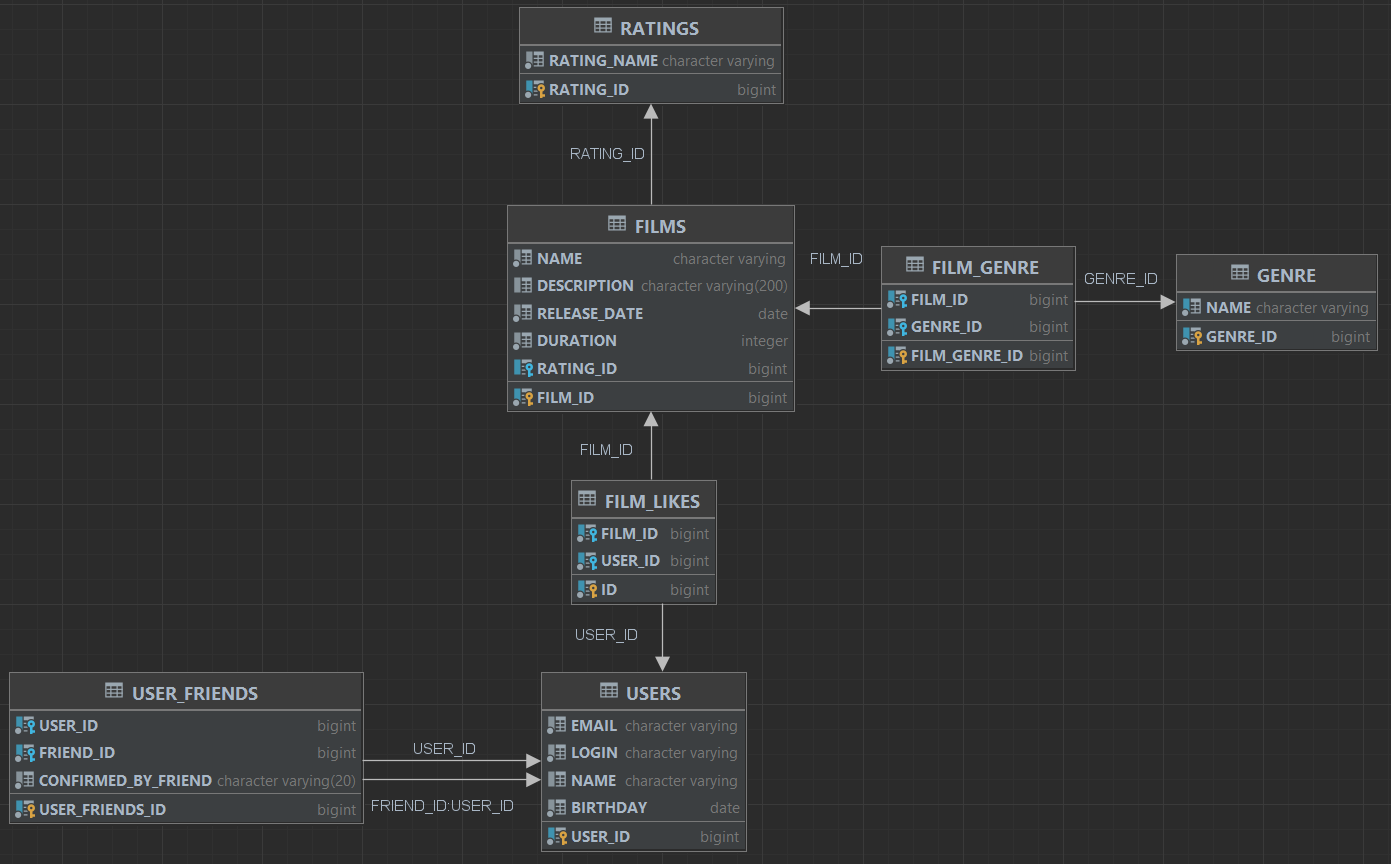 RATINGS
RATING_NAME character varying
RATING_ID bigint
RATING_ID
FILMS
NAME character varying
DESCRIPTION character varying(200)
RELEASE_DATE date
DURATION integer
RATING_ID bigint
FILM_ID bigint
FILM_ID
FILM_GENRE
FILM_ID bigint
GENRE_ID bigint
FILM_GENRE_ID bigint
GENRE_ID
GENRE
NAME character varying
GENRE_ID bigint
FILM_ID
FILM_LIKES
FILM_ID bigint
USER_ID bigint
ID bigint
USER_ID
USER_FRIENDS
USER_ID bigint
FRIEND_ID bigint
CONFIRMED_BY_FRIEND character varying(20)
USER_FRIENDS_ID bigint
USER_ID
FRIEND_ID:USER_ID
USERS
EMAIL character varying
LOGIN character varying
NAME character varying
BIRTHDAY date
USER_ID bigint